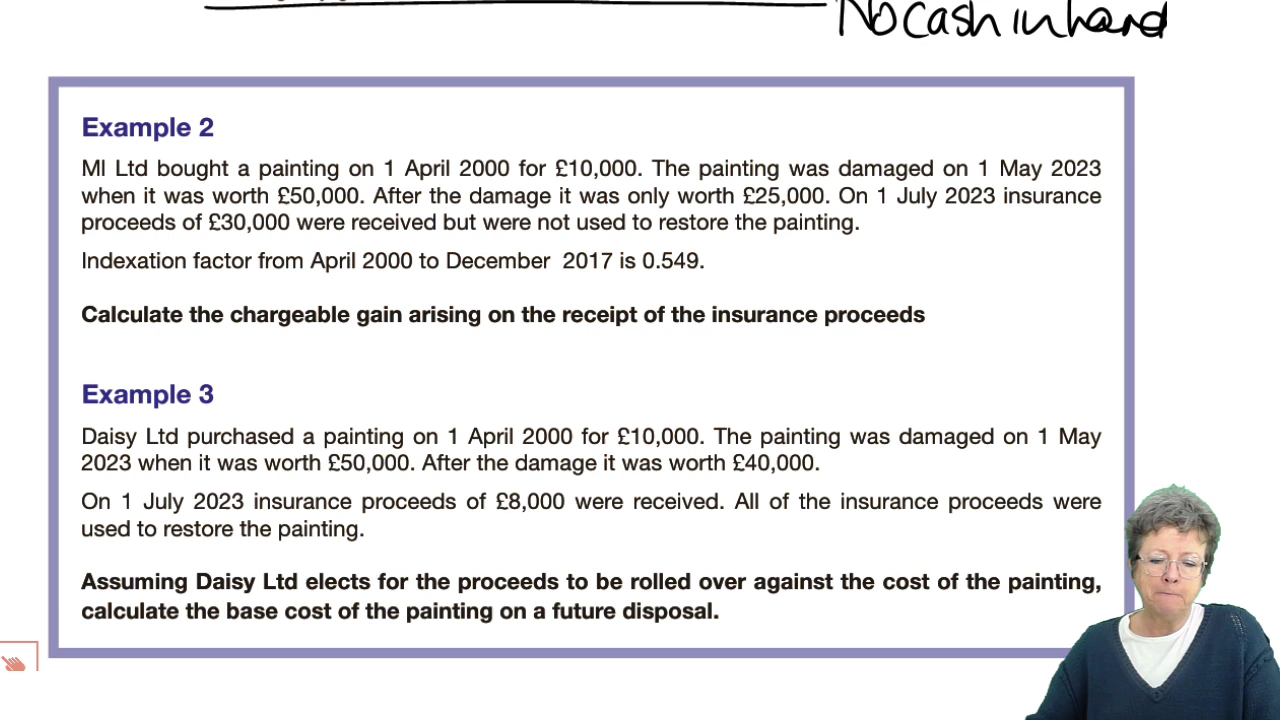 No cash in hand
Example 2
MI Ltd bought a painting on 1 April 2000 for £10,000. The painting was damaged on 1 May 2023
when it was worth £50,000. After the damage it was only worth £25,000. On 1 July 2023 insurance
proceeds of £30,000 were received but were not used to restore the painting.
Indexation factor from April 2000 to December 2017 is 0.549.
Calculate the chargeable gain arising on the receipt of the insurance proceeds
Example 3
Daisy Ltd purchased a painting on 1 April 2000 for £10,000. The painting was damaged on 1 May
2023 when it was worth £50,000. After the damage it was worth £40,000.
On 1 July 2023 insurance proceeds of £8,000 were received. All of the insurance proceeds were
used to restore the painting.
Assuming Daisy Ltd elects for the proceeds to be rolled over against the cost of the painting,
calculate the base cost of the painting on a future disposal.